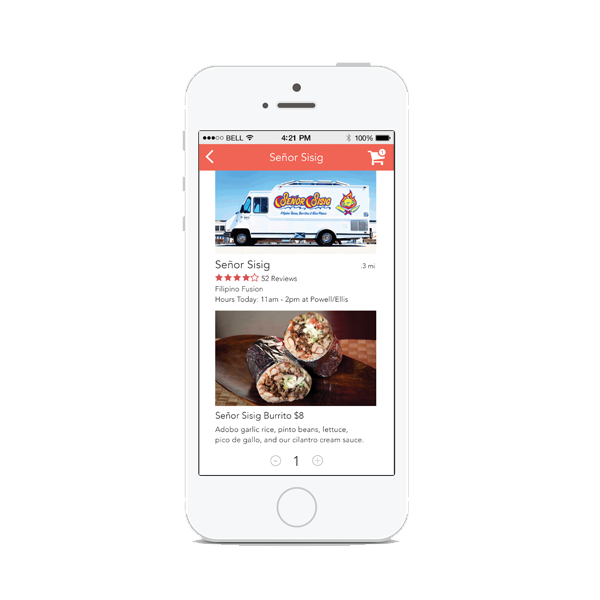 BELL 4:21 PM 100%
Señor Sisig
1
SEÑOR SISIG
Filipino Tacos, Burritos & Rice Plates
Señor Sisig .3 mi
52 Reviews
Filipino Fusion
Hours Today: 11am - 2pm at Powell/Ellis
Señor Sisig Burrito $8
Adobo garlic rice, pinto beans, lettuce,
pico de gallo, and our cilantro cream sauce.
1